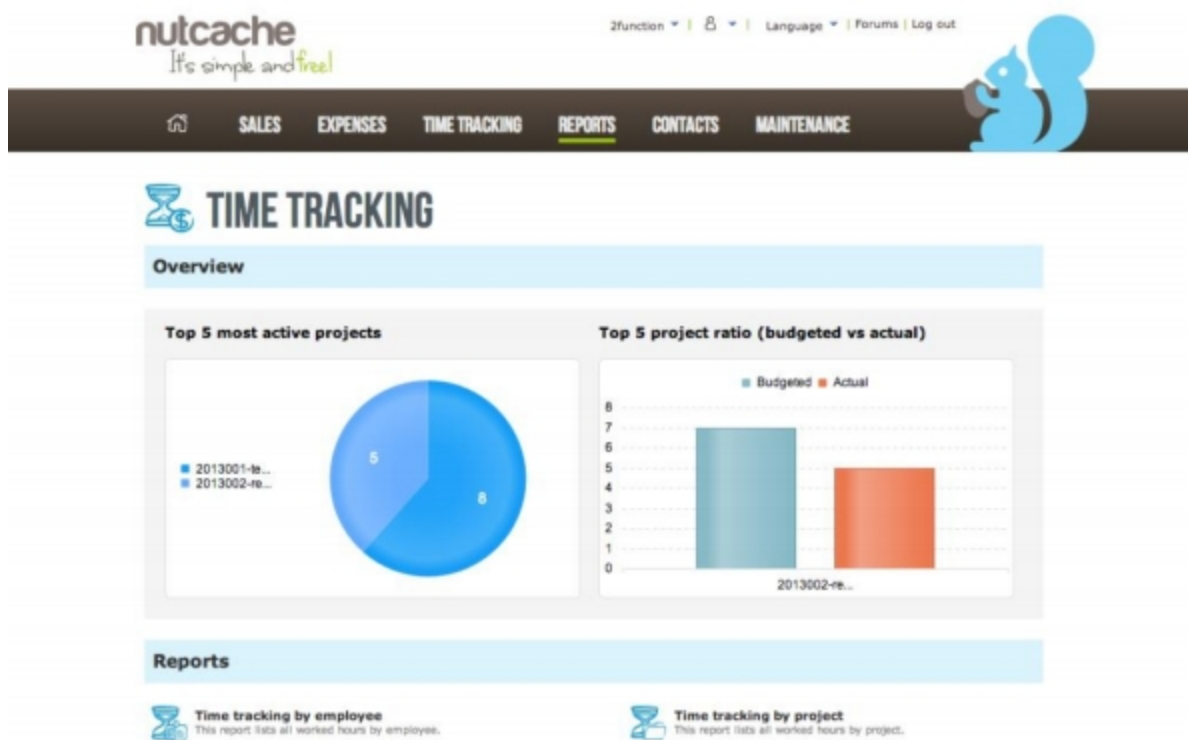 nutcache
It's simple and free!
2function | | Language | Forums | Log out
SALES EXPENSES TIME TRACKING REPORTS CONTACTS MAINTENANCE
TIME TRACKING
Overview
Top 5 most active projects
2013001-te...
2013002-re...
5
8
Top 5 project ratio (budgeted vs actual)
Budgeted Actual
8
7
6
5
4
3
2
1
0
2013002-re...
Reports
Time tracking by employee
This report lists all worked hours by employee.
Time tracking by project
This report lists all worked hours by project.